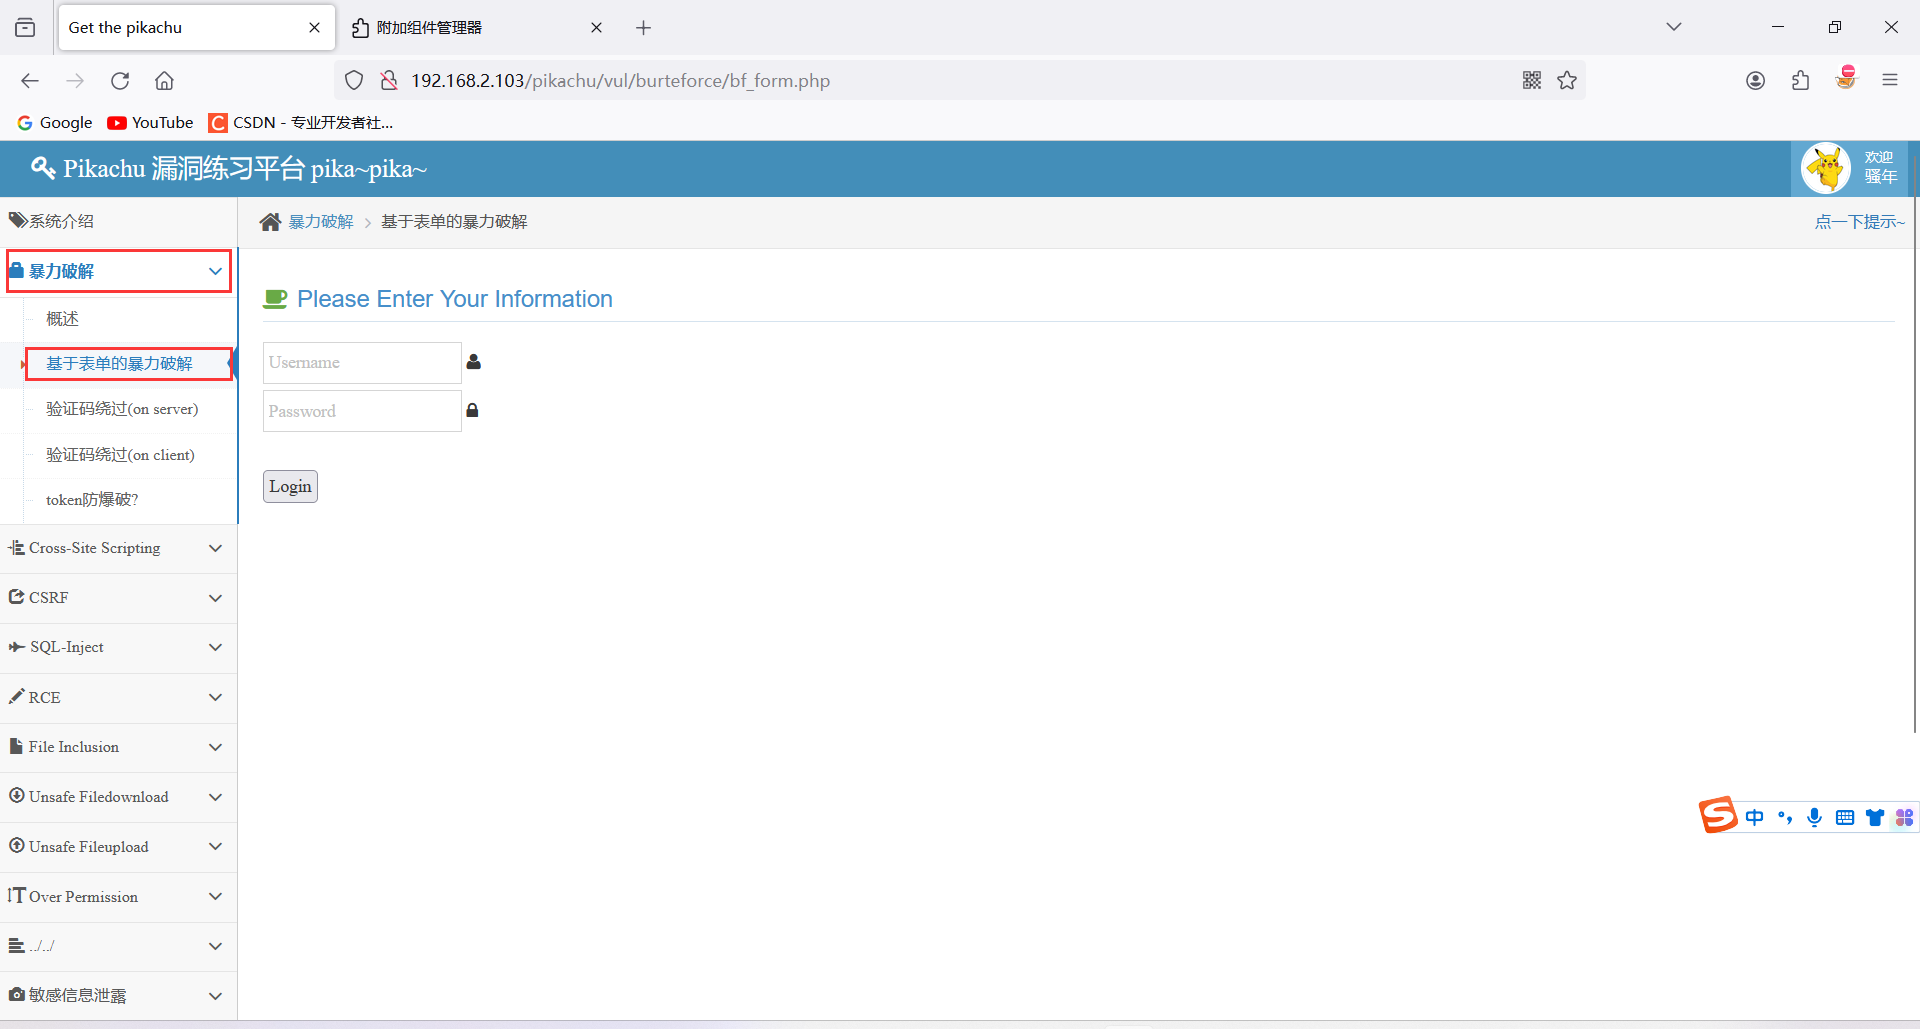 Get the pikachu
附加组件管理器
192.168.2.103/pikachu/vul/burteforce/bf_form.php
Google
YouTube
CSDN - 专业开发者社...
Pikachu 漏洞练习平台 pika~pika~
欢迎
骚年
系统介绍
暴力破解
概述
基于表单的暴力破解
验证码绕过(on server)
验证码绕过(on client)
token防爆破?
Cross-Site Scripting
CSRF
SQL-Inject
RCE
File Inclusion
Unsafe Filedownload
Unsafe Fileupload
Over Permission
../../
敏感信息泄露
暴力破解 > 基于表单的暴力破解
点一下提示~
Please Enter Your Information
Username
Password
Login
中